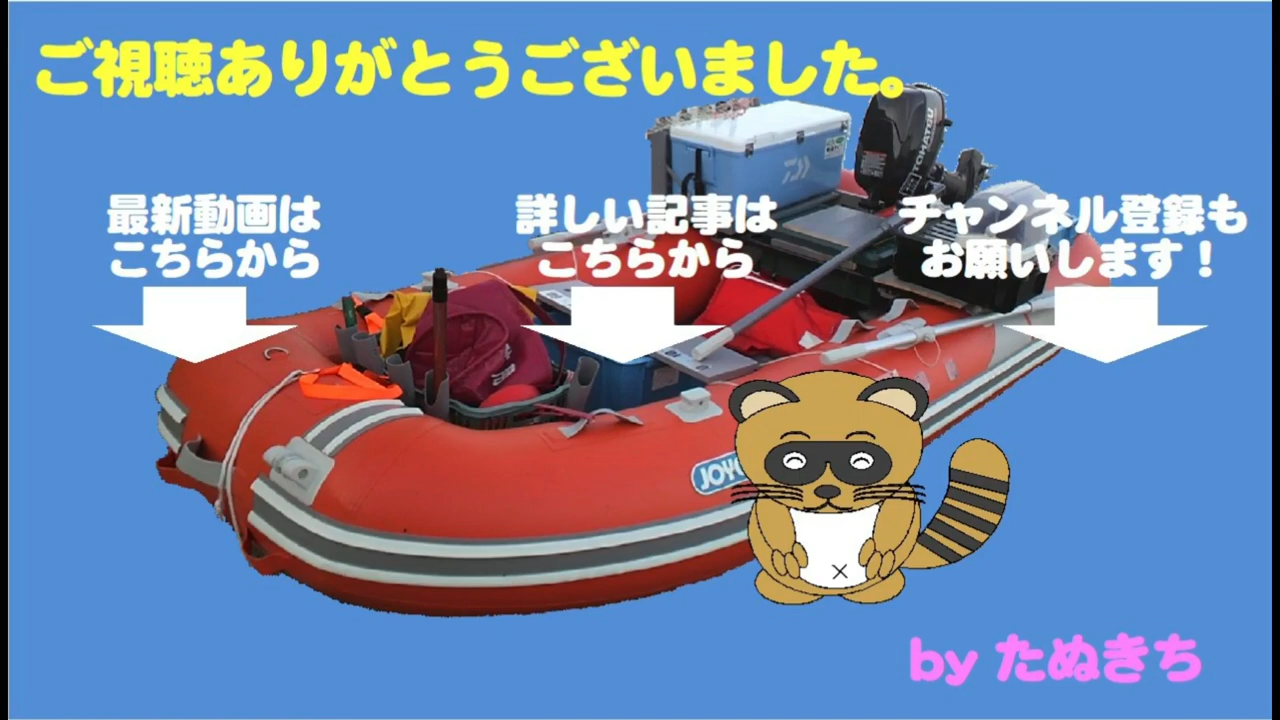 ご視聴ありがとうございました。
最新動画は
こちらから
詳しい記事は
こちらから
チャンネル登録も
お願いします！
TOHATSU
by たぬきち